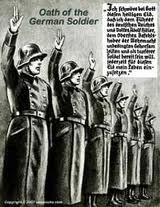 Oath of the
German Soldier
„Ich schwöre bei Gott
diesen heiligen Eid,
daß ich dem Führer
des deutschen Reiches
und Volkes Adolf Hitler,
dem Obersten Befehls-
haber der Wehrmacht
unbedingten Gehorsam
leisten und als tapferer
Soldat bereit sein will,
jederzeit für diesen
Eid mein Leben ein-
zusetzen."
Copyright © 2007